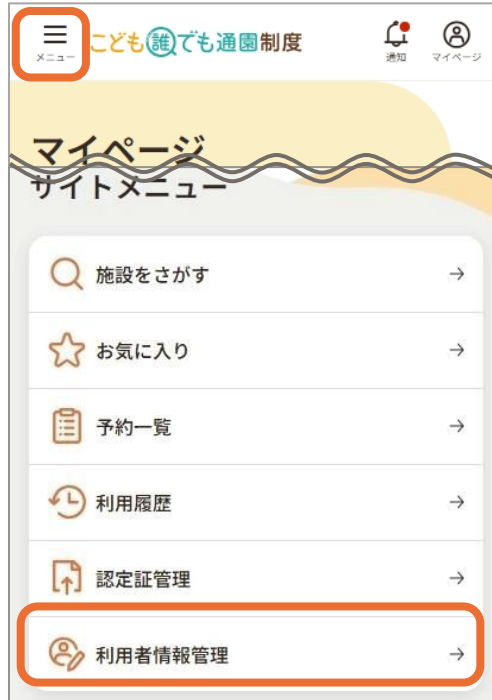 メニュー
こども誰でも通園制度
通知
マイページ
マイページ
サイトメニュー
施設をさがす
お気に入り
予約一覧
利用履歴
認定証管理
利用者情報管理